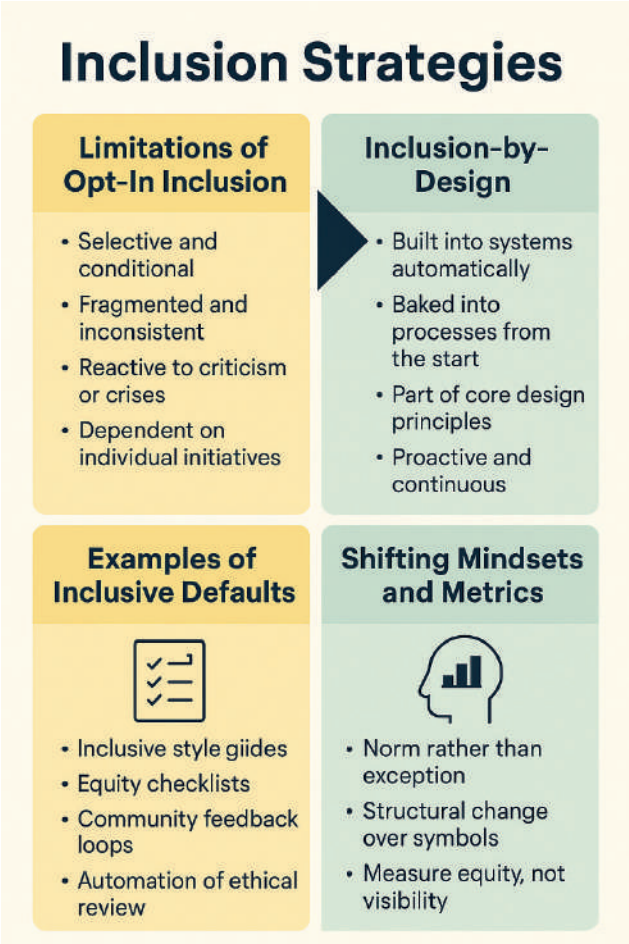 Inclusion Strategies
Limitations of
Opt-In Inclusion
• Selective and
conditional
• Fragmented and
inconsistent
• Reactive to criticism
or crises
• Dependent on
individual initiatives
Inclusion-by-
Design
• Built into systems
automatically
• Baked into
processes from
the start
• Part of core design
principles
• Proactive and
continuous
Examples of
Inclusive Defaults
• Inclusive style giides
• Equity checklists
• Community feedback
loops
• Automation of ethical
review
Shifting Mindsets
and Metrics
• Norm rather than
exception
• Structural change
over symbols
• Measure equity, not
visibility